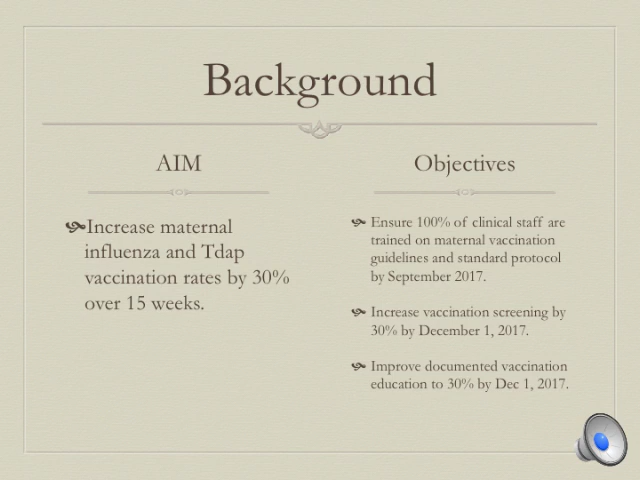 Background
AIM
Increase maternal
influenza and Tdap
vaccination rates by 30%
over 15 weeks.
Objectives
Ensure 100% of clinical staff are
trained on maternal vaccination
guidelines and standard protocol
by September 2017.
Increase vaccination screening by
30% by December 1, 2017.
Improve documented vaccination
education to 30% by Dec 1, 2017.